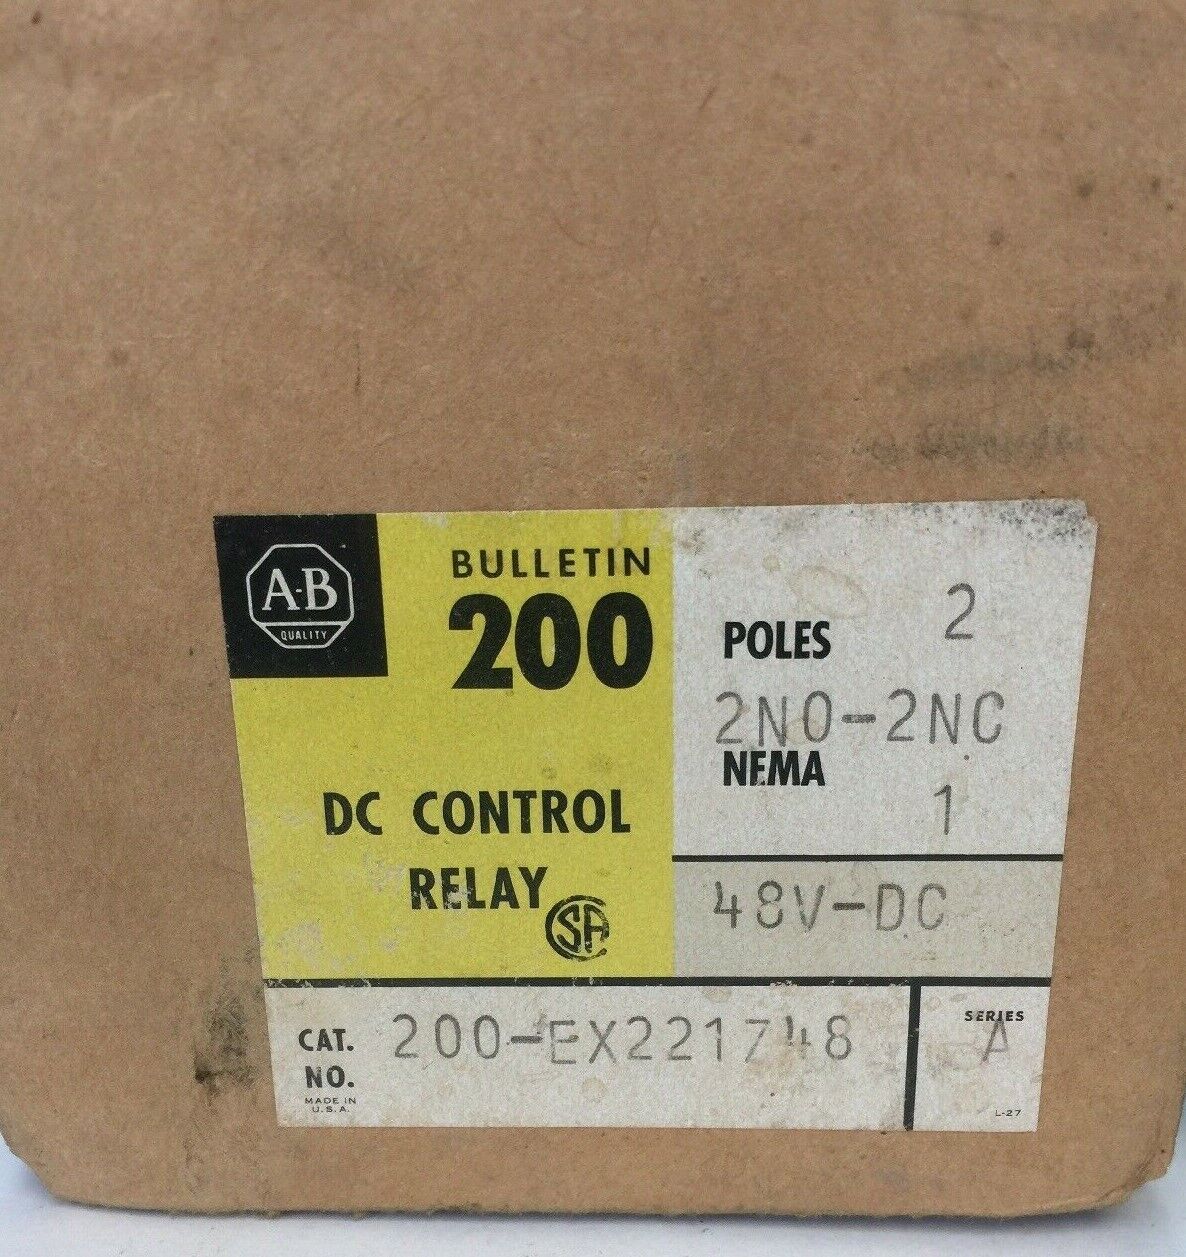 A-B
QUALITY
BULLETIN
200
DC CONTROL
RELAY
SA
POLES 2
2NO-2NC
NEMA
1
48V-DC
CAT. NO. 200-EX221Z48
MADE IN
U.S.A.
SERIES
A
L-27